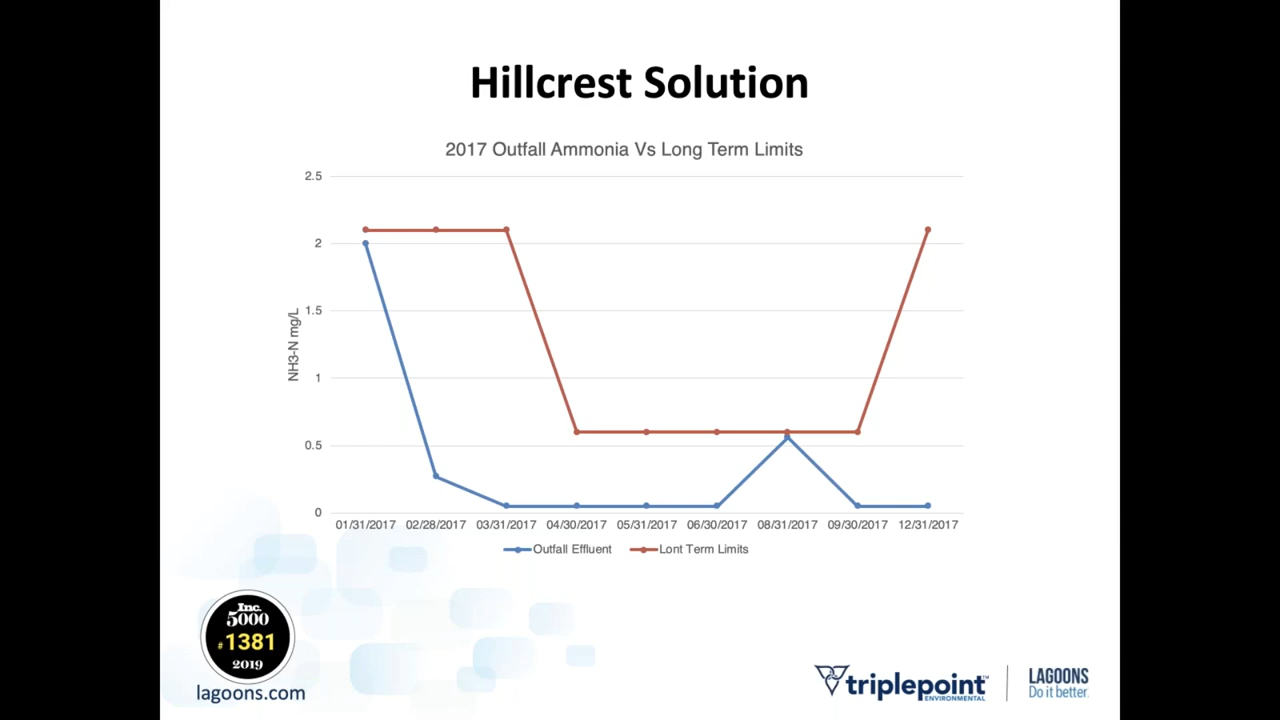 Hillcrest Solution
2017 Outfall Ammonia Vs Long Term Limits
2.5
2
1.5
1
0.5
0
NH3-N mg/L
01/31/2017 02/28/2017 03/31/2017 04/30/2017 05/31/2017 06/30/2017 08/31/2017 09/30/2017 12/31/2017
Outfall Effluent Lont Term Limits
Inc.
5000
#1381
2019
lagoons.com
triplepoint™
ENVIRONMENTAL
LAGOONS
Do it better.